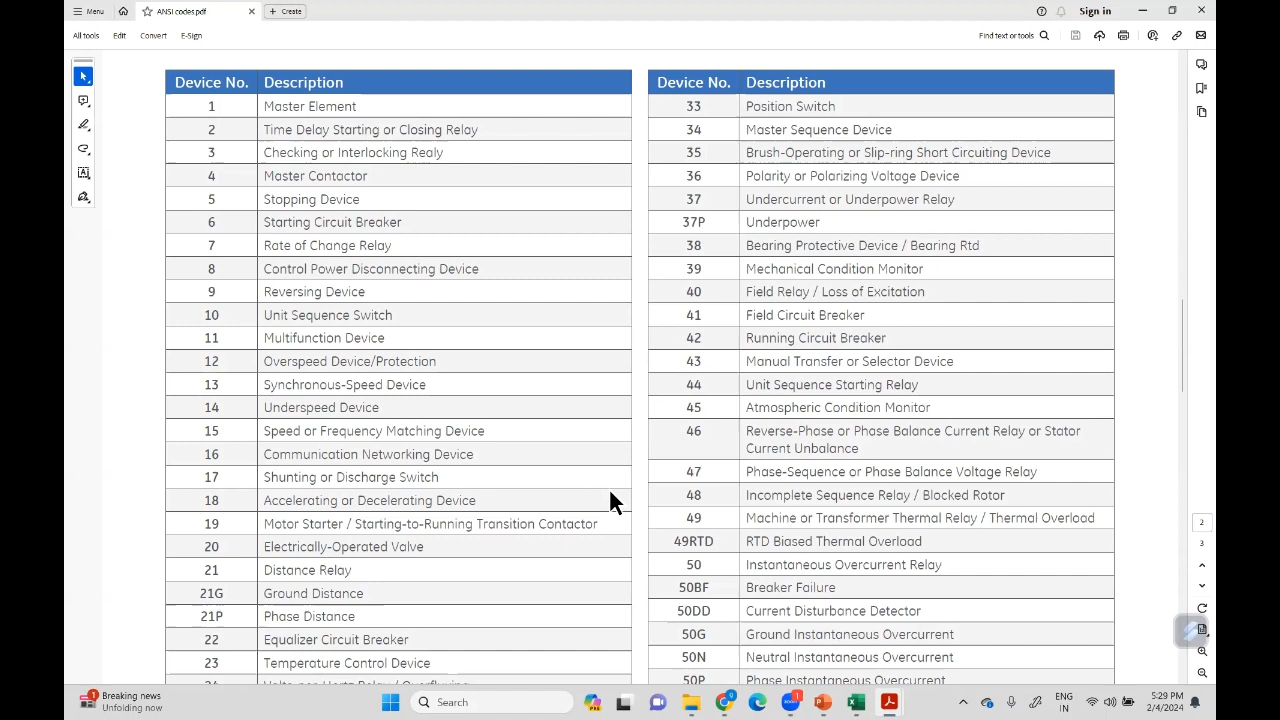 Menu
ANSI codes.pdf
Create
Sign in
All tools
Edit
Convert
E-Sign
Find text or tools
Device No. Description
1 Master Element
2 Time Delay Starting or Closing Relay
3 Checking or Interlocking Realy
4 Master Contactor
5 Stopping Device
6 Starting Circuit Breaker
7 Rate of Change Relay
8 Control Power Disconnecting Device
9 Reversing Device
10 Unit Sequence Switch
11 Multifunction Device
12 Overspeed Device/Protection
13 Synchronous-Speed Device
14 Underspeed Device
15 Speed or Frequency Matching Device
16 Communication Networking Device
17 Shunting or Discharge Switch
18 Accelerating or Decelerating Device
19 Motor Starter / Starting-to-Running Transition Contactor
20 Electrically-Operated Valve
21 Distance Relay
21G Ground Distance
21P Phase Distance
22 Equalizer Circuit Breaker
23 Temperature Control Device
Device No. Description
33 Position Switch
34 Master Sequence Device
35 Brush-Operating or Slip-ring Short Circuiting Device
36 Polarity or Polarizing Voltage Device
37 Undercurrent or Underpower Relay
37P Underpower
38 Bearing Protective Device / Bearing Rtd
39 Mechanical Condition Monitor
40 Field Relay / Loss of Excitation
41 Field Circuit Breaker
42 Running Circuit Breaker
43 Manual Transfer or Selector Device
44 Unit Sequence Starting Relay
45 Atmospheric Condition Monitor
46 Reverse-Phase or Phase Balance Current Relay or Stator
Current Unbalance
47 Phase-Sequence or Phase Balance Voltage Relay
48 Incomplete Sequence Relay / Blocked Rotor
49 Machine or Transformer Thermal Relay / Thermal Overload
49RTD RTD Biased Thermal Overload
50 Instantaneous Overcurrent Relay
50BF Breaker Failure
50DD Current Disturbance Detector
50G Ground Instantaneous Overcurrent
50N Neutral Instantaneous Overcurrent
50P Phase Instantaneous Overcurrent
2
3
1
Breaking news
Unfolding now
Search
ENG
IN
5:29 PM
2/4/2024